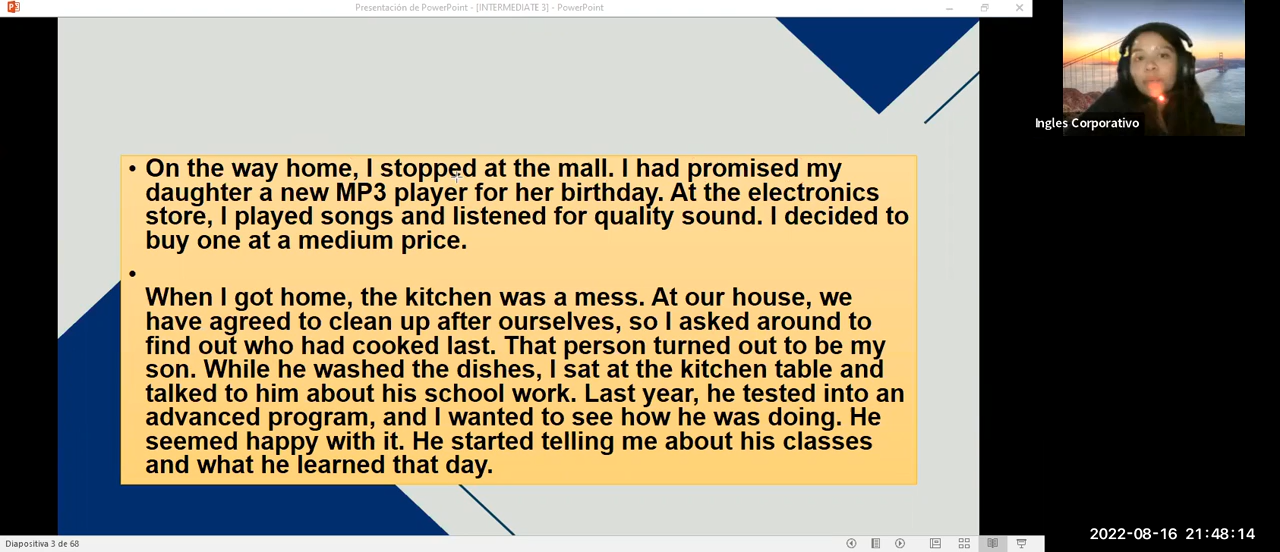 Presentación de PowerPoint - [INTERMEDIATE 3] - PowerPoint
Ingles Corporativo
• On the way home, I stopped at the mall. I had promised my
daughter a new MP3 player for her birthday. At the electronics
store, I played songs and listened for quality sound. I decided to
buy one at a medium price.
•
When I got home, the kitchen was a mess. At our house, we
have agreed to clean up after ourselves, so I asked around to
find out who had cooked last. That person turned out to be my
son. While he washed the dishes, I sat at the kitchen table and
talked to him about his school work. Last year, he tested into an
advanced program, and I wanted to see how he was doing. He
seemed happy with it. He started telling me about his classes
and what he learned that day.
2022-08-16 21:48:14
Diapositiva 3 de 68